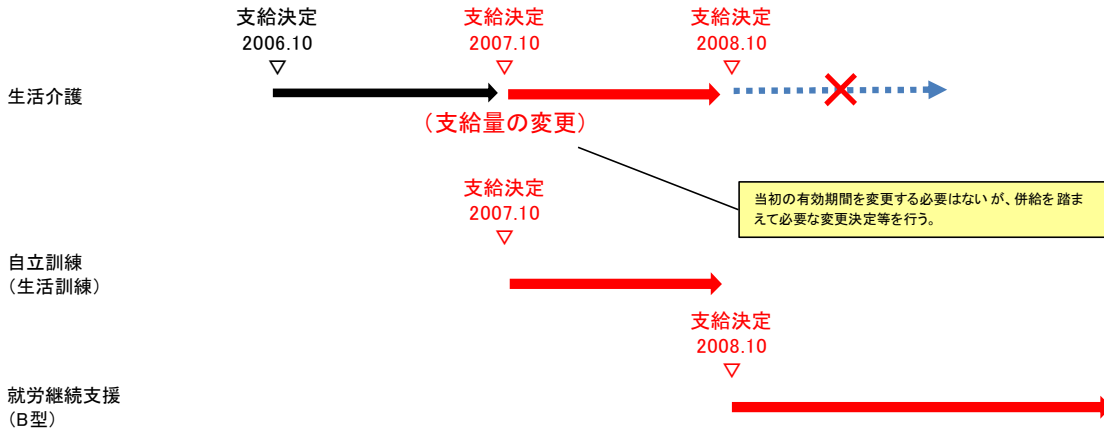 支給決定
2006.10
▽
支給決定
2007.10
▽
支給決定
2008.10
▽
生活介護
（支給量の変更）
当初の有効期間を変更する必要はないが、併給を踏ま
えて必要な変更決定等を行う。
支給決定
2007.10
▽
自立訓練
（生活訓練）
支給決定
2008.10
▽
就労継続支援
（B型）